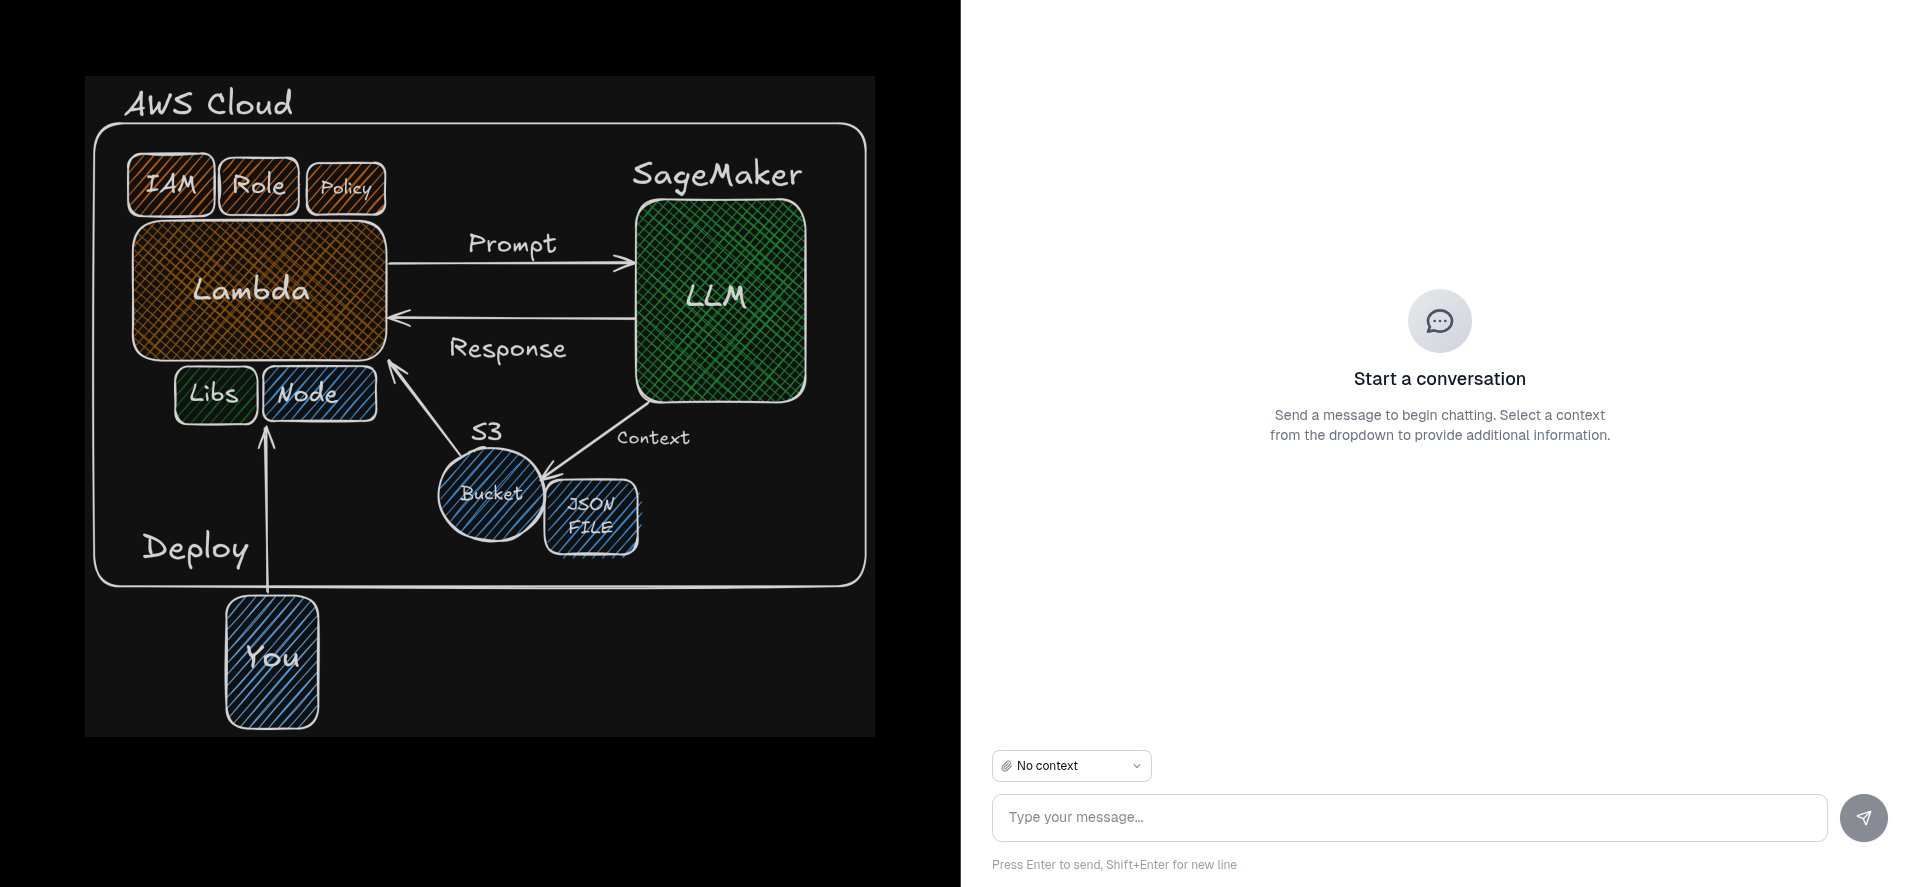 AWS Cloud
IAM
Role
Policy
SageMaker
Lambda
Prompt
LLM
Response
Libs
Node
S3
Context
Bucket
JSON
FILE
Deploy
You
Start a conversation
Send a message to begin chatting. Select a context
from the dropdown to provide additional information.
No context
Type your message...
Press Enter to send, Shift+Enter for new line